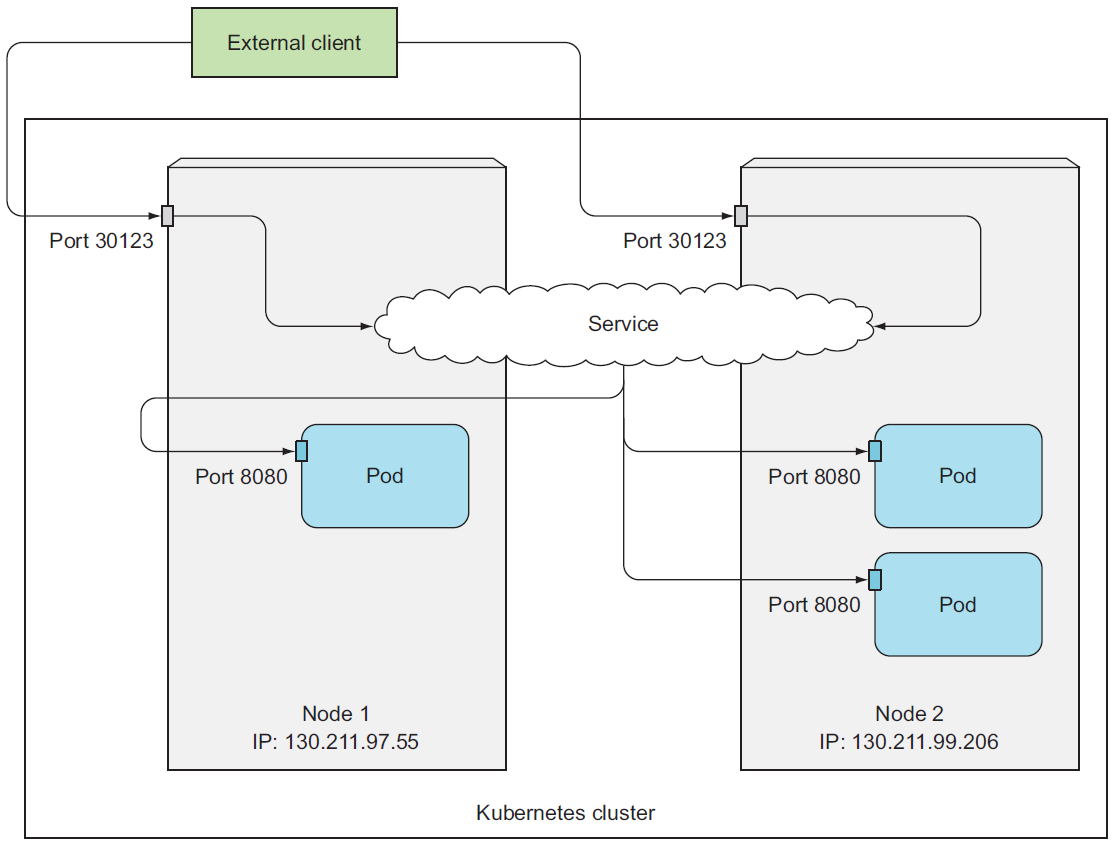 External client
Port 30123
Port 30123
Service
Port 8080
Pod
Port 8080
Pod
Port 8080
Pod
Node 1
IP: 130.211.97.55
Node 2
IP: 130.211.99.206
Kubernetes cluster